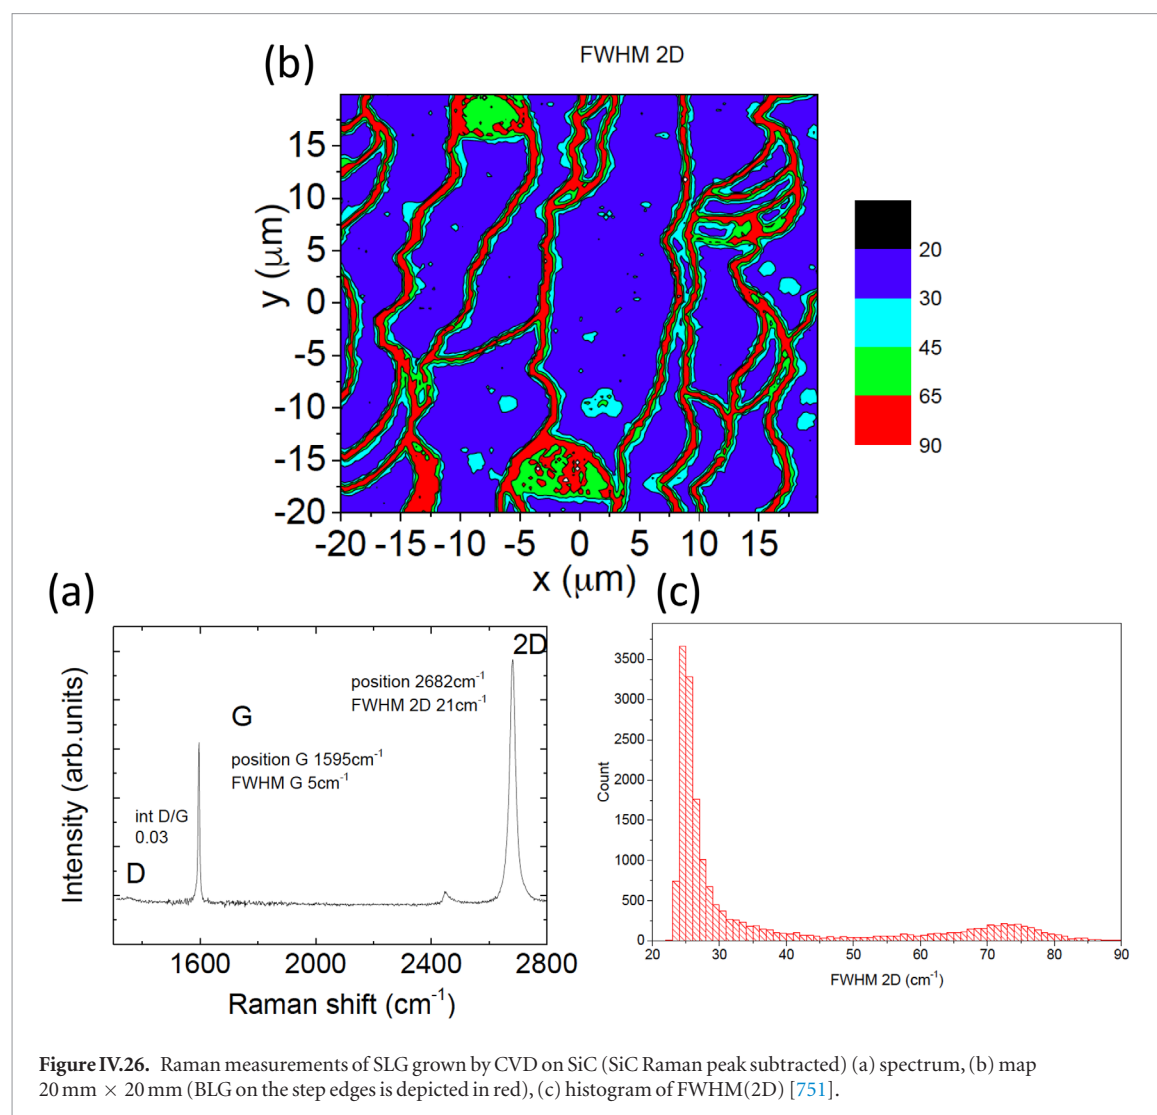 (b)
FWHM 2D
y (μm)
15
10
5
0
-5
-10
-15
-20
-20 -15 -10 -5 0 5 10 15
x (μm)
20
30
45
65
90
(a)
Intensity (arb.units)
2D
position 2682cm⁻¹
FWHM 2D 21cm⁻¹
G
position G 1595cm⁻¹
FWHM G 5cm⁻¹
int D/G
0.03
D
1600 2000 2400 2800
Raman shift (cm⁻¹)
(c)
Count
3500
3000
2500
2000
1500
1000
500
0
20 30 40 50 60 70 80 90
FWHM 2D (cm⁻¹)
Figure IV.26. Raman measurements of SLG grown by CVD on SiC (SiC Raman peak subtracted) (a) spectrum, (b) map
20 mm × 20 mm (BLG on the step edges is depicted in red), (c) histogram of FWHM(2D) [751].